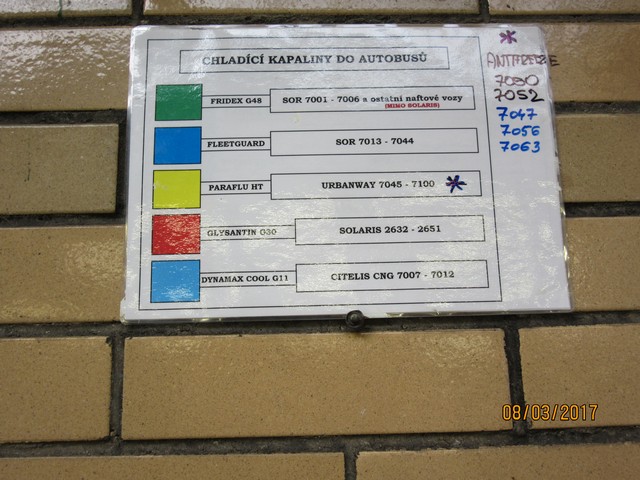 CHLADÍCÍ KAPALINY DO AUTOBUSŮ
FRIDEX G48 SOR 7001 - 7006 a ostatní naftové vozy
(MIMO SOLARIS)
FLEETGUARD SOR 7013 - 7044
PARAFLU HT URBANWAY 7045 - 7100 *
GLYSANTIN G30 SOLARIS 2632 - 2651
DYNAMAX COOL G11 CITELIS CNG 7007 - 7012
*
ANTIFREEZE
7050
7052
7047
7056
7063
08/03/2017